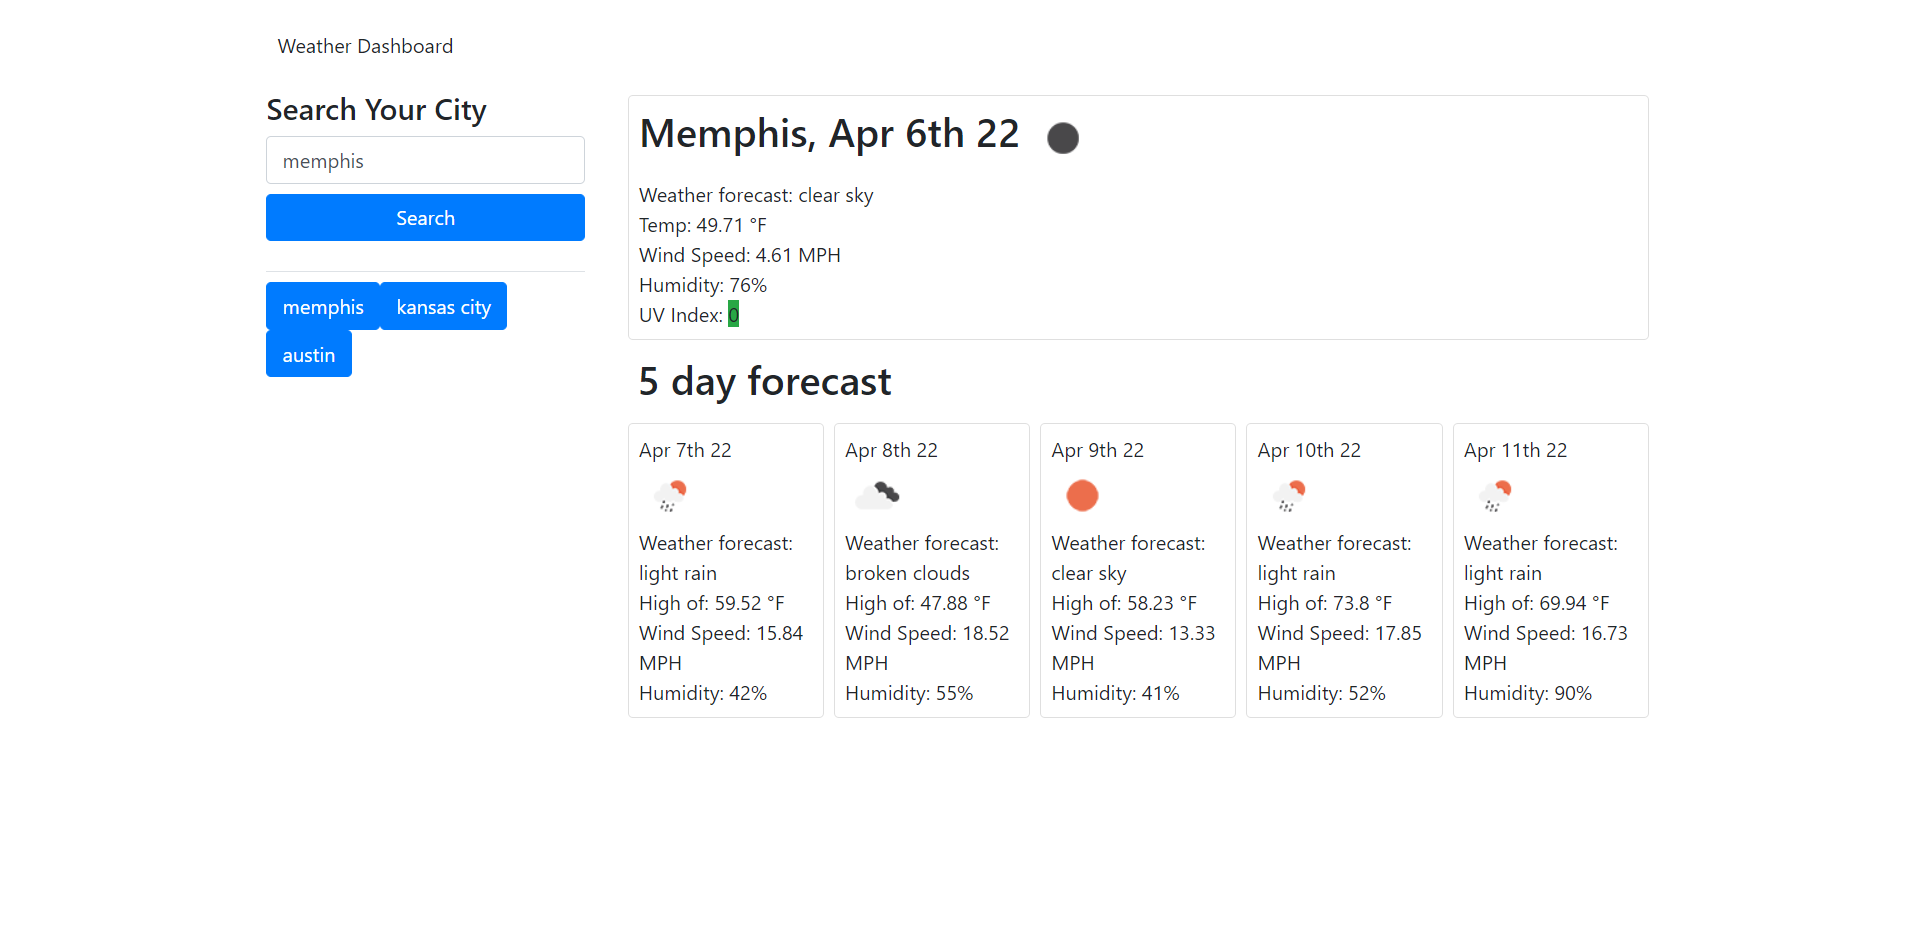 Weather Dashboard
Search Your City
memphis
Search
memphis
kansas city
austin
Memphis, Apr 6th 22
Weather forecast: clear sky
Temp: 49.71 °F
Wind Speed: 4.61 MPH
Humidity: 76%
UV Index: 0
5 day forecast
Apr 7th 22
Weather forecast:
light rain
High of: 59.52 °F
Wind Speed: 15.84
MPH
Humidity: 42%
Apr 8th 22
Weather forecast:
broken clouds
High of: 47.88 °F
Wind Speed: 18.52
MPH
Humidity: 55%
Apr 9th 22
Weather forecast:
clear sky
High of: 58.23 °F
Wind Speed: 13.33
MPH
Humidity: 41%
Apr 10th 22
Weather forecast:
light rain
High of: 73.8 °F
Wind Speed: 17.85
MPH
Humidity: 52%
Apr 11th 22
Weather forecast:
light rain
High of: 69.94 °F
Wind Speed: 16.73
MPH
Humidity: 90%